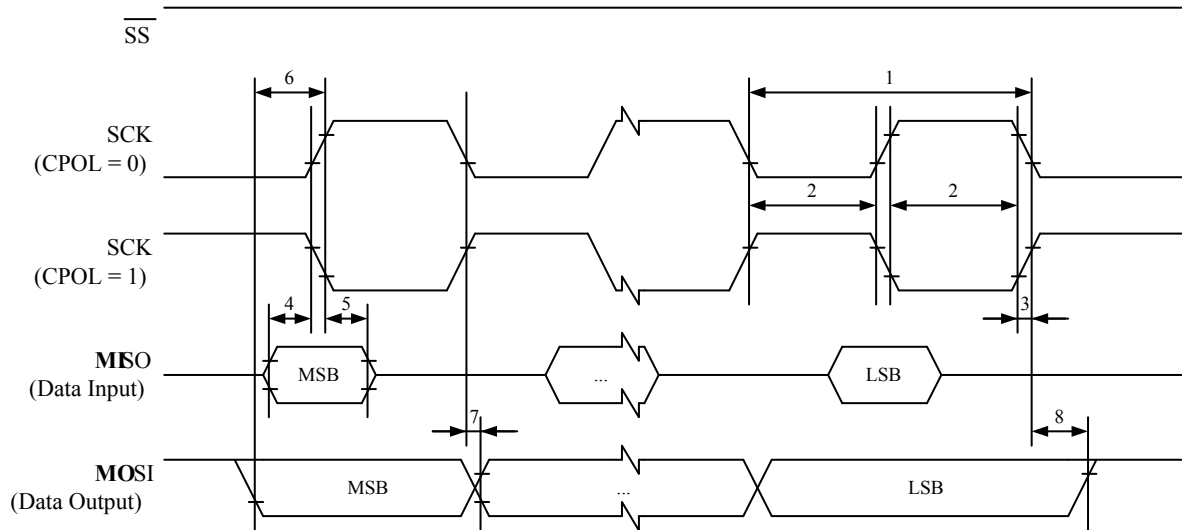 SS
6
1
SCK
(CPOL = 0)
2
2
SCK
(CPOL = 1)
4
5
3
MISO
(Data Input)
MSB
...
LSB
7
8
MOSI
(Data Output)
MSB
...
LSB